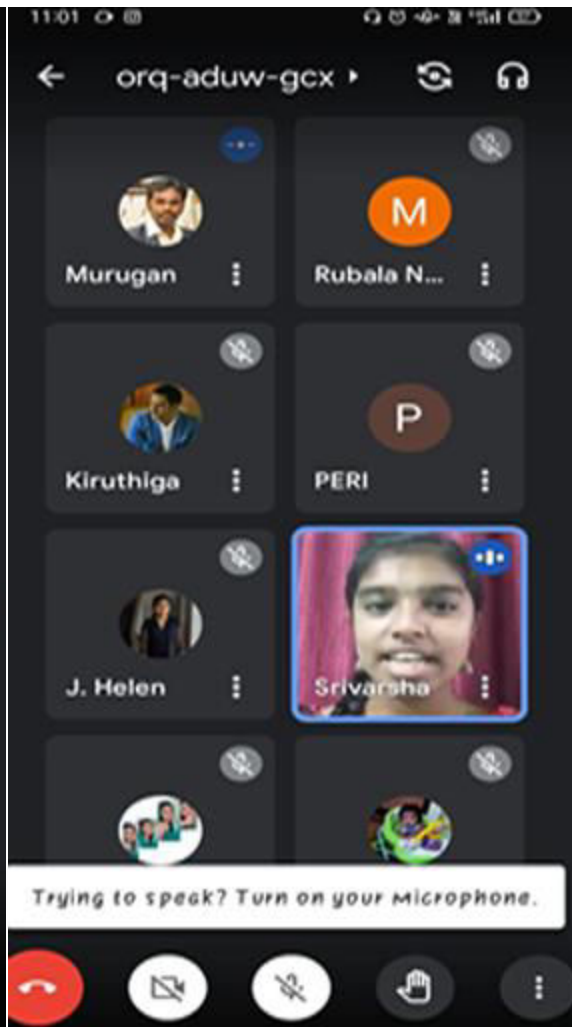 11:01
orq-aduw-gcx
M
Murugan
Rubala N...
P
Kiruthiga
PERI
J. Helen
Srivarsha
Trying to speak? Turn on your Microphone.